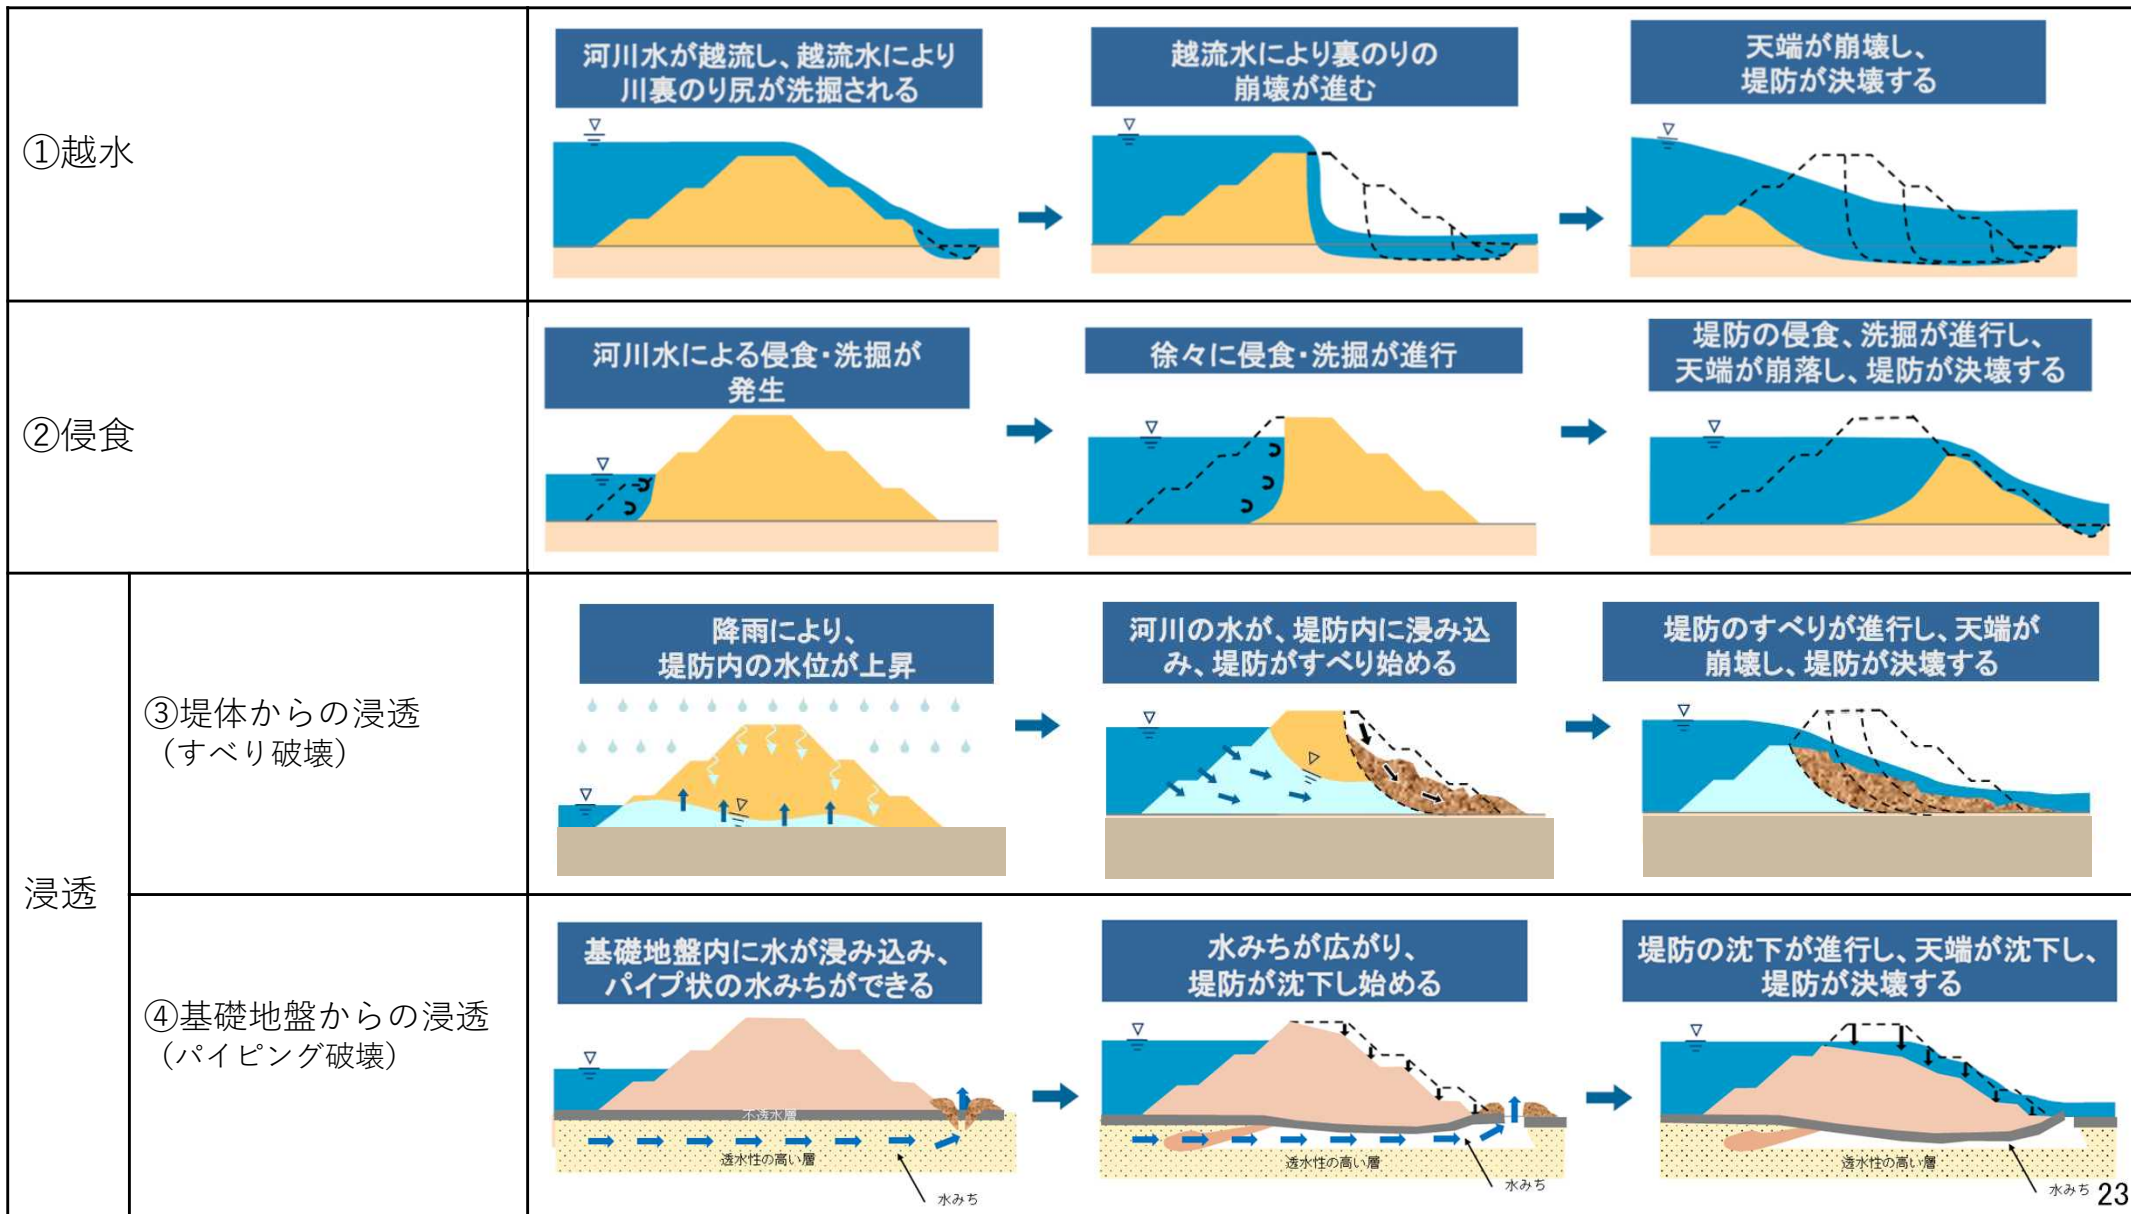 ①越水
河川水が越流し、越流水により
川裏のり尻が洗掘される
越流水により裏のりの
崩壊が進む
天端が崩壊し、
堤防が決壊する
②侵食
河川水による侵食・洗掘が
発生
徐々に侵食・洗掘が進行
堤防の侵食、洗掘が進行し、
天端が崩落し、堤防が決壊する
浸透
③堤体からの浸透
（すべり破壊）
降雨により、
堤防内の水位が上昇
河川の水が、堤防内に浸み込
み、堤防がすべり始める
堤防のすべりが進行し、天端が
崩壊し、堤防が決壊する
④基礎地盤からの浸透
（パイピング破壊）
基礎地盤内に水が浸み込み、
パイプ状の水みちができる
不透水層
透水性の高い層
水みち
水みちが広がり、
堤防が沈下し始める
透水性の高い層
水みち
堤防の沈下が進行し、天端が沈下し、
堤防が決壊する
透水性の高い層
水みち
23